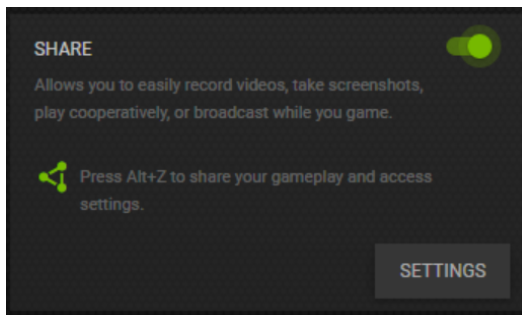 SHARE
Allows you to easily record videos, take screenshots,
play cooperatively, or broadcast while you game.
Press Alt+Z to share your gameplay and access
settings.
SETTINGS